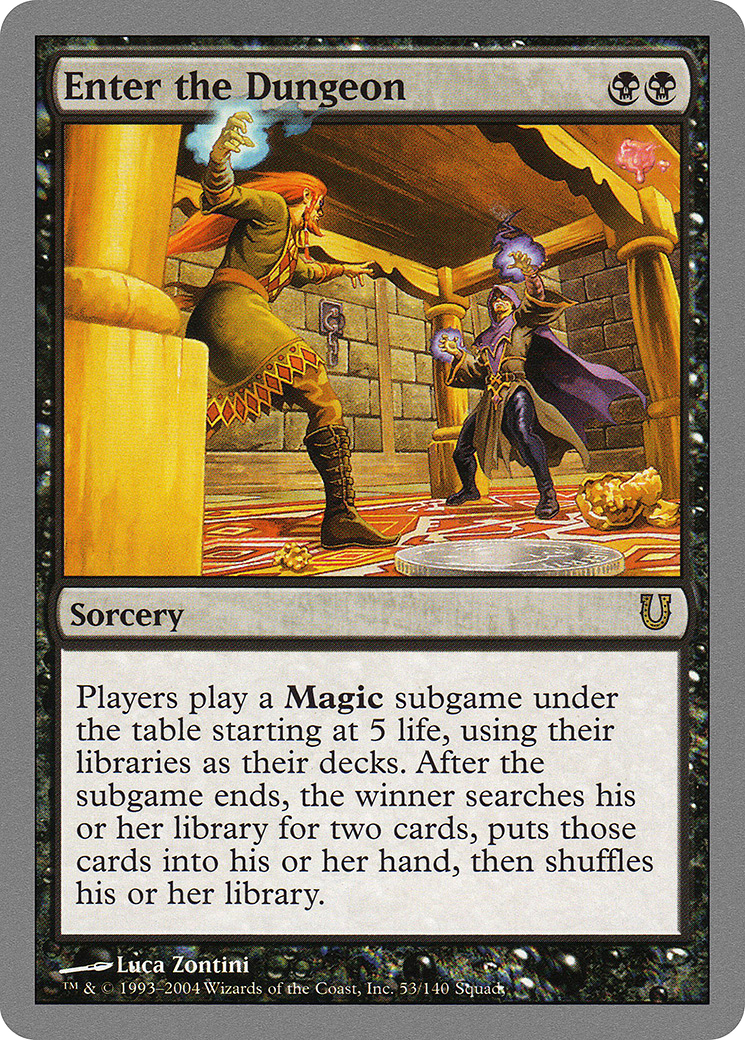 Enter the Dungeon
Sorcery
Players play a Magic subgame under
the table starting at 5 life, using their
libraries as their decks. After the
subgame ends, the winner searches his
or her library for two cards, puts those
cards into his or her hand, then shuffles
his or her library.
Luca Zontini
™ & © 1993–2004 Wizards of the Coast, Inc. 53/140 Squad,